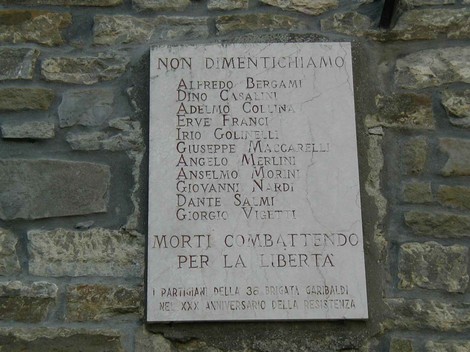 NON DIMENTICHIAMO
ALFREDO BERGAMI
DINO CASALINI
ADELMO COLLINA
ERVE FRANCI
IRIO GOLINELLI
GIUSEPPE MACCARELLI
ANGELO MERLINI
ANSELMO MORINI
GIOVANNI NARDI
DANTE SALMI
GIORGIO VIGETTI
MORTI COMBATTENDO
PER LA LIBERTA'
I PARTIGIANI DELLA 36 BRIGATA GARIBALDI
NEL XXX ANNIVERSARIO DELLA RESISTENZA